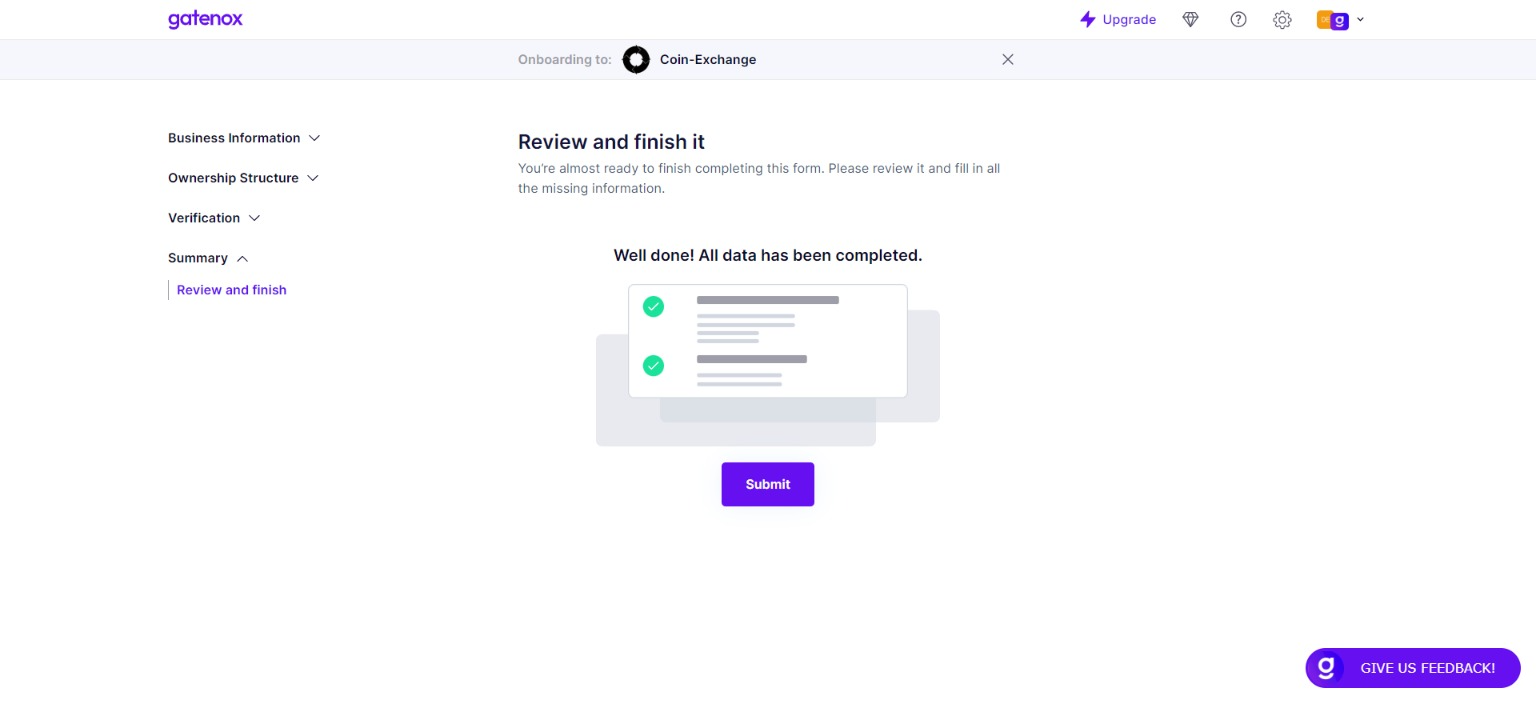 gatenox
Upgrade
Onboarding to: Coin-Exchange
Business Information
Ownership Structure
Verification
Summary
Review and finish
Review and finish it
You're almost ready to finish completing this form. Please review it and fill in all
the missing information.
Well done! All data has been completed.
Submit
g GIVE US FEEDBACK!